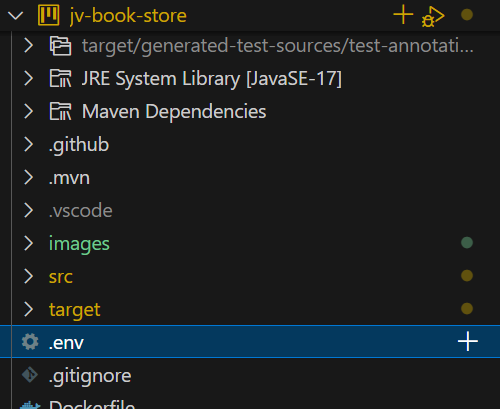 jv-book-store
target/generated-test-sources/test-annotati...
JRE System Library [JavaSE-17]
Maven Dependencies
.github
.mvn
.vscode
images
src
target
.env
.gitignore
Dockerfile